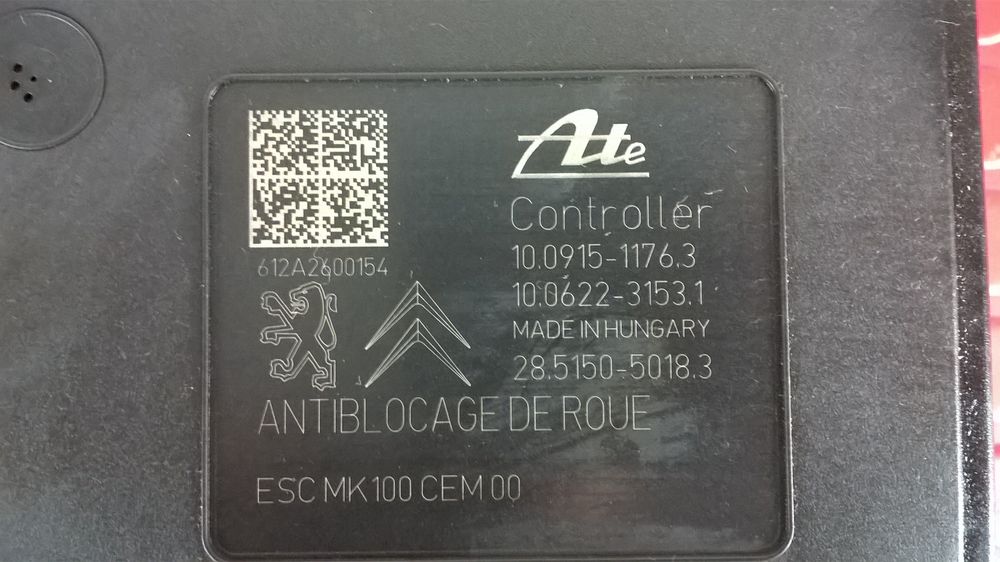 Ate
Controller
10.0915-1176.3
10.0622-3153.1
MADE IN HUNGARY
28.5150-5018.3
612A2600154
ANTIBLOCAGE DE ROUE
ESC MK100 CEM 00